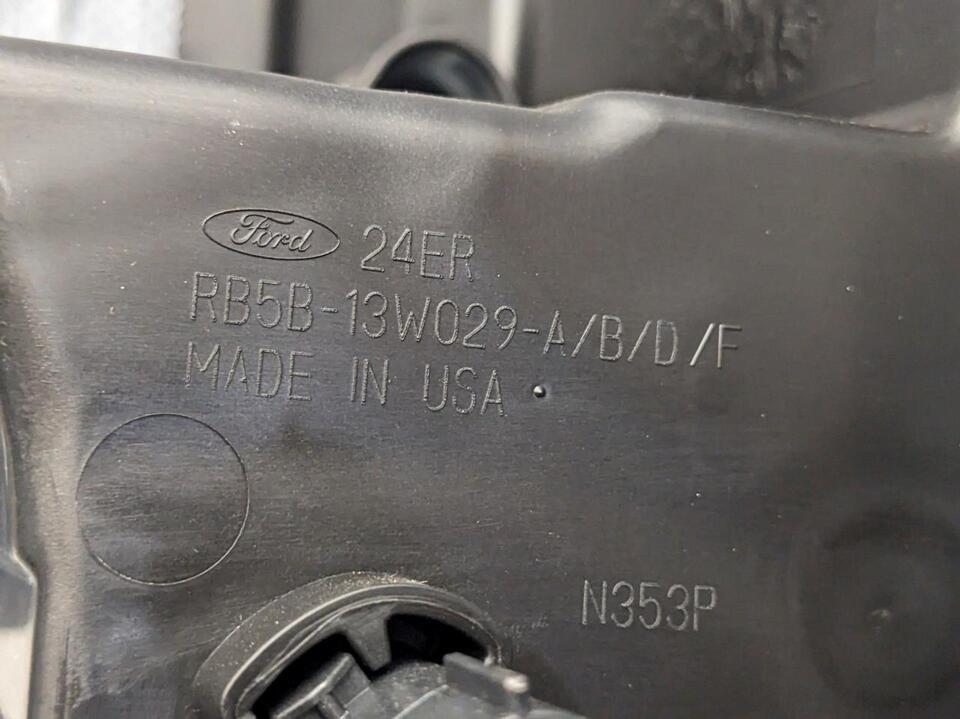 Ford 24ER
RB5B-13W029-A/B/D/F
MADE IN USA
N353P